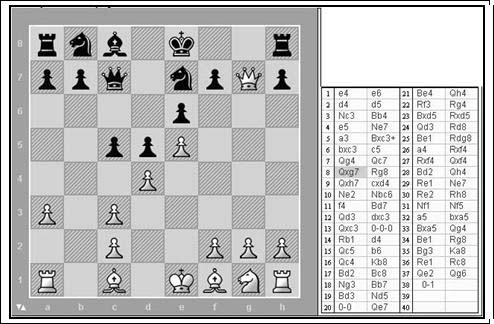 8
7
6
5
4
3
2
1
a b c d e f g h
1 e4 e6 21 Be4 Qh4
2 d4 d5 22 Rf3 Rg4
3 Nc3 Bb4 23 Bxd5 Rxd5
4 e5 Ne7 24 Qd3 Rd8
5 a3 Bxc3+ 25 Be1 Rdg8
6 bxc3 c5 26 a4 Rxf4
7 Qg4 Qc7 27 Rxf4 Qxf4
8 Qxg7 Rg8 28 Bd2 Qh4
9 Qxh7 cxd4 29 Re1 Ne7
10 Ne2 Nbc6 30 Re2 Rh8
11 f4 Bd7 31 Nf1 Nf5
12 Qd3 dxc3 32 a5 bxa5
13 Qxc3 0-0-0 33 Bxa5 Qg4
14 Rb1 d4 34 Be1 Rg8
15 Qc5 b6 35 Bg3 Ka8
16 Qc4 Kb8 36 Re1 Rc8
17 Bd2 Bc8 37 Qe2 Qg6
18 Ng3 Bb7 38 0-1
19 Bd3 Nd5 39
20 0-0 Qe7 40